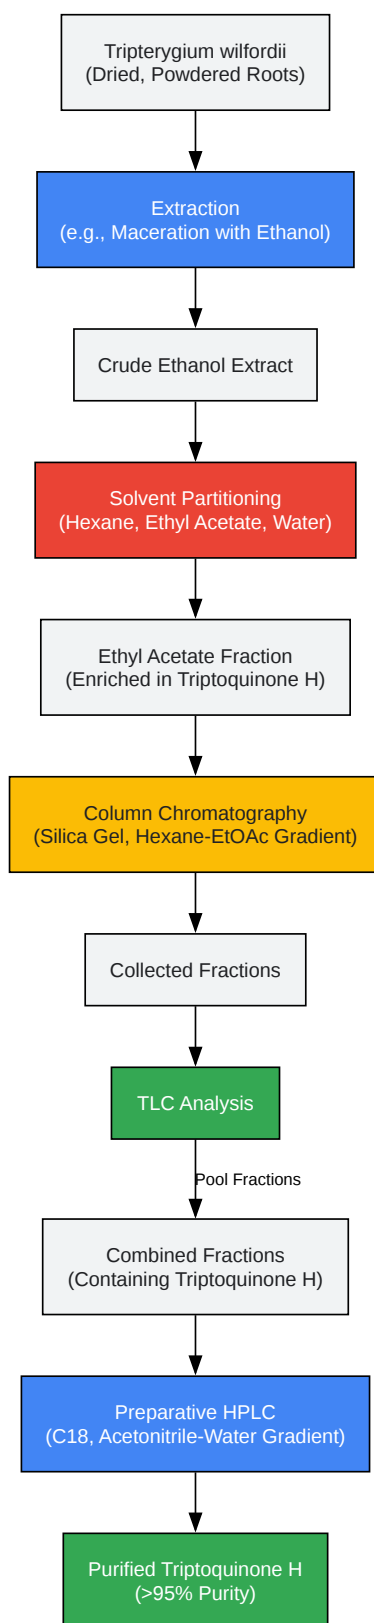 Tripterygium wilfordii
(Dried, Powdered Roots)
Extraction
(e.g., Maceration with Ethanol)
Crude Ethanol Extract
Solvent Partitioning
(Hexane, Ethyl Acetate, Water)
Ethyl Acetate Fraction
(Enriched in Triptoquinone H)
Column Chromatography
(Silica Gel, Hexane-EtOAc Gradient)
Collected Fractions
TLC Analysis
Pool Fractions
Combined Fractions
(Containing Triptoquinone H)
Preparative HPLC
(C18, Acetonitrile-Water Gradient)
Purified Triptoquinone H
(>95% Purity)